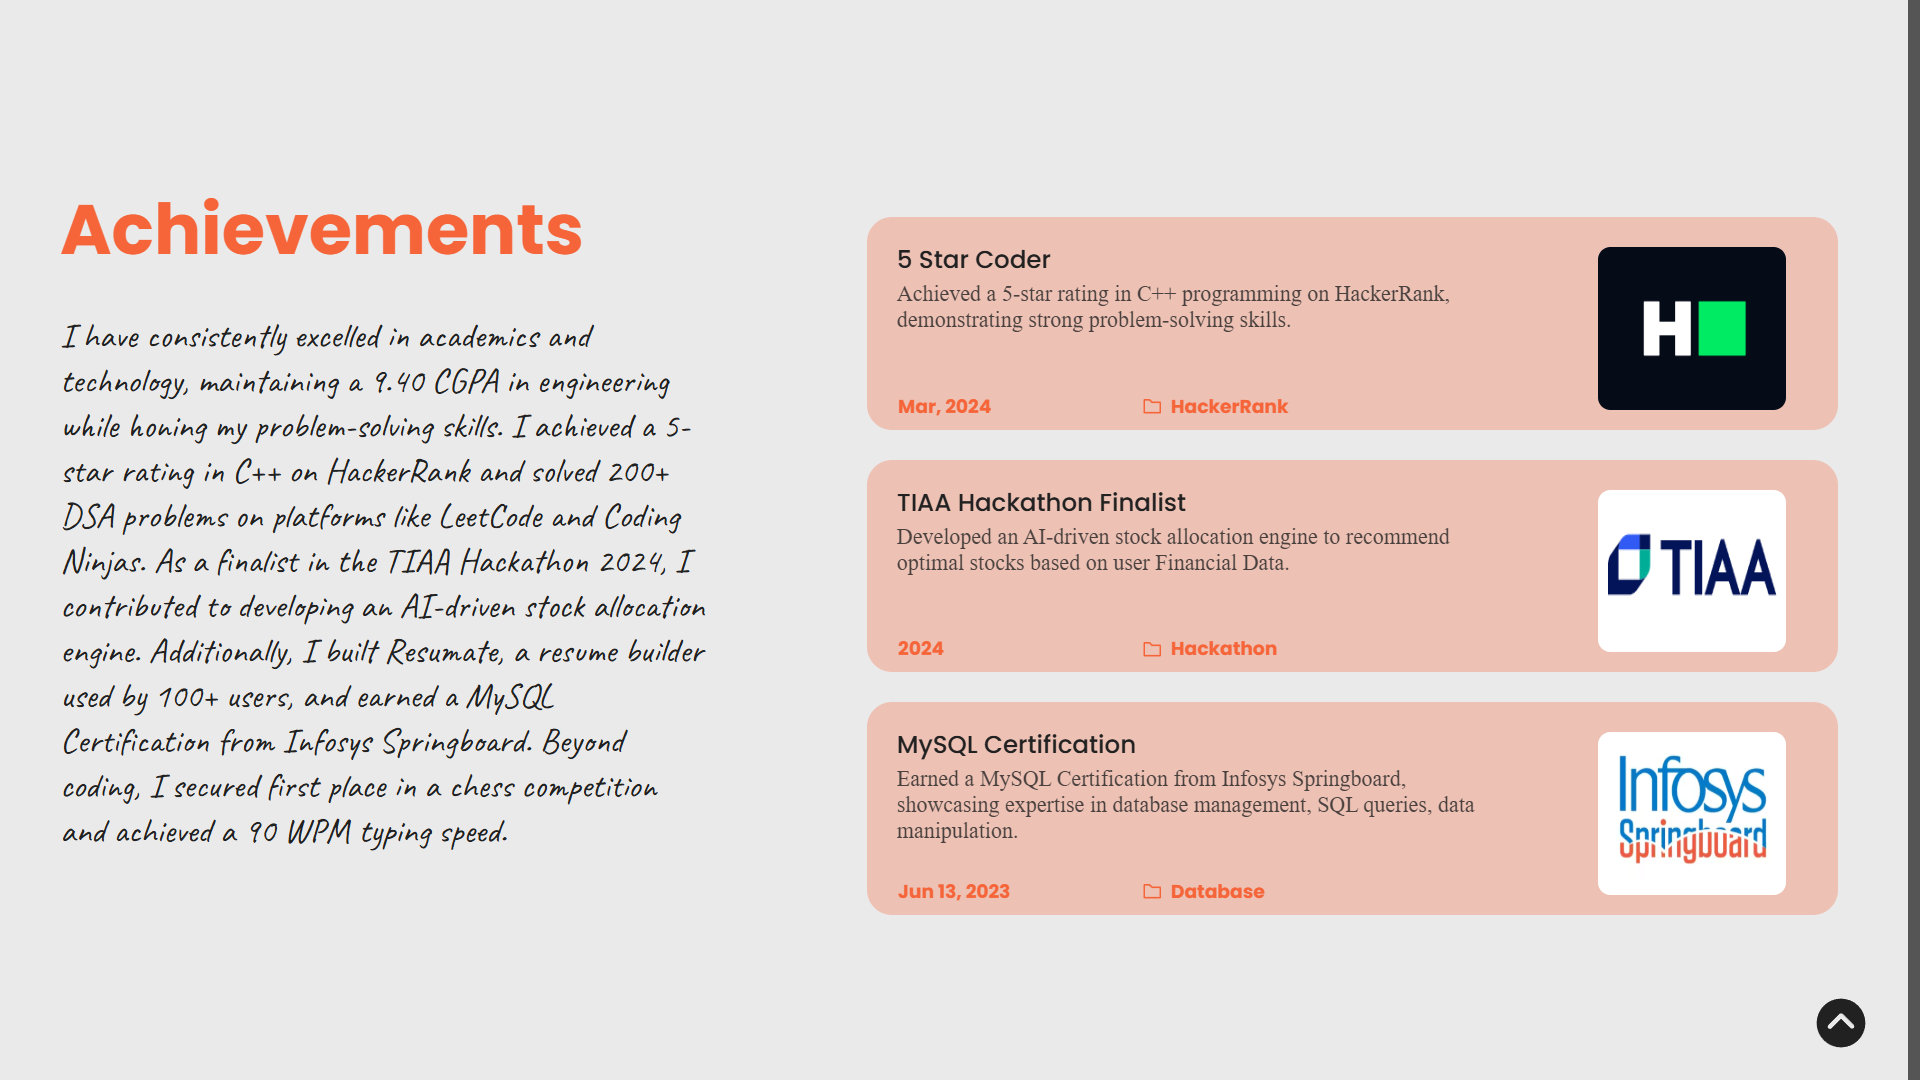 Achievements
I have consistently excelled in academics and
technology, maintaining a 9.40 CGPA in engineering
while honing my problem-solving skills. I achieved a 5-
star rating in C++ on HackerRank and solved 200+
DSA problems on platforms like LeetCode and Coding
Ninjas. As a finalist in the TIAA Hackathon 2024, I
contributed to developing an AI-driven stock allocation
engine. Additionally, I built Resumate, a resume builder
used by 100+ users, and earned a MySQL
Certification from Infosys Springboard. Beyond
coding, I secured first place in a chess competition
and achieved a 90 WPM typing speed.
5 Star Coder
Achieved a 5-star rating in C++ programming on HackerRank,
demonstrating strong problem-solving skills.
Mar, 2024
HackerRank
H
TIAA Hackathon Finalist
Developed an AI-driven stock allocation engine to recommend
optimal stocks based on user Financial Data.
2024
Hackathon
TIAA
MySQL Certification
Earned a MySQL Certification from Infosys Springboard,
showcasing expertise in database management, SQL queries, data
manipulation.
Jun 13, 2023
Database
Infosys
Springboard